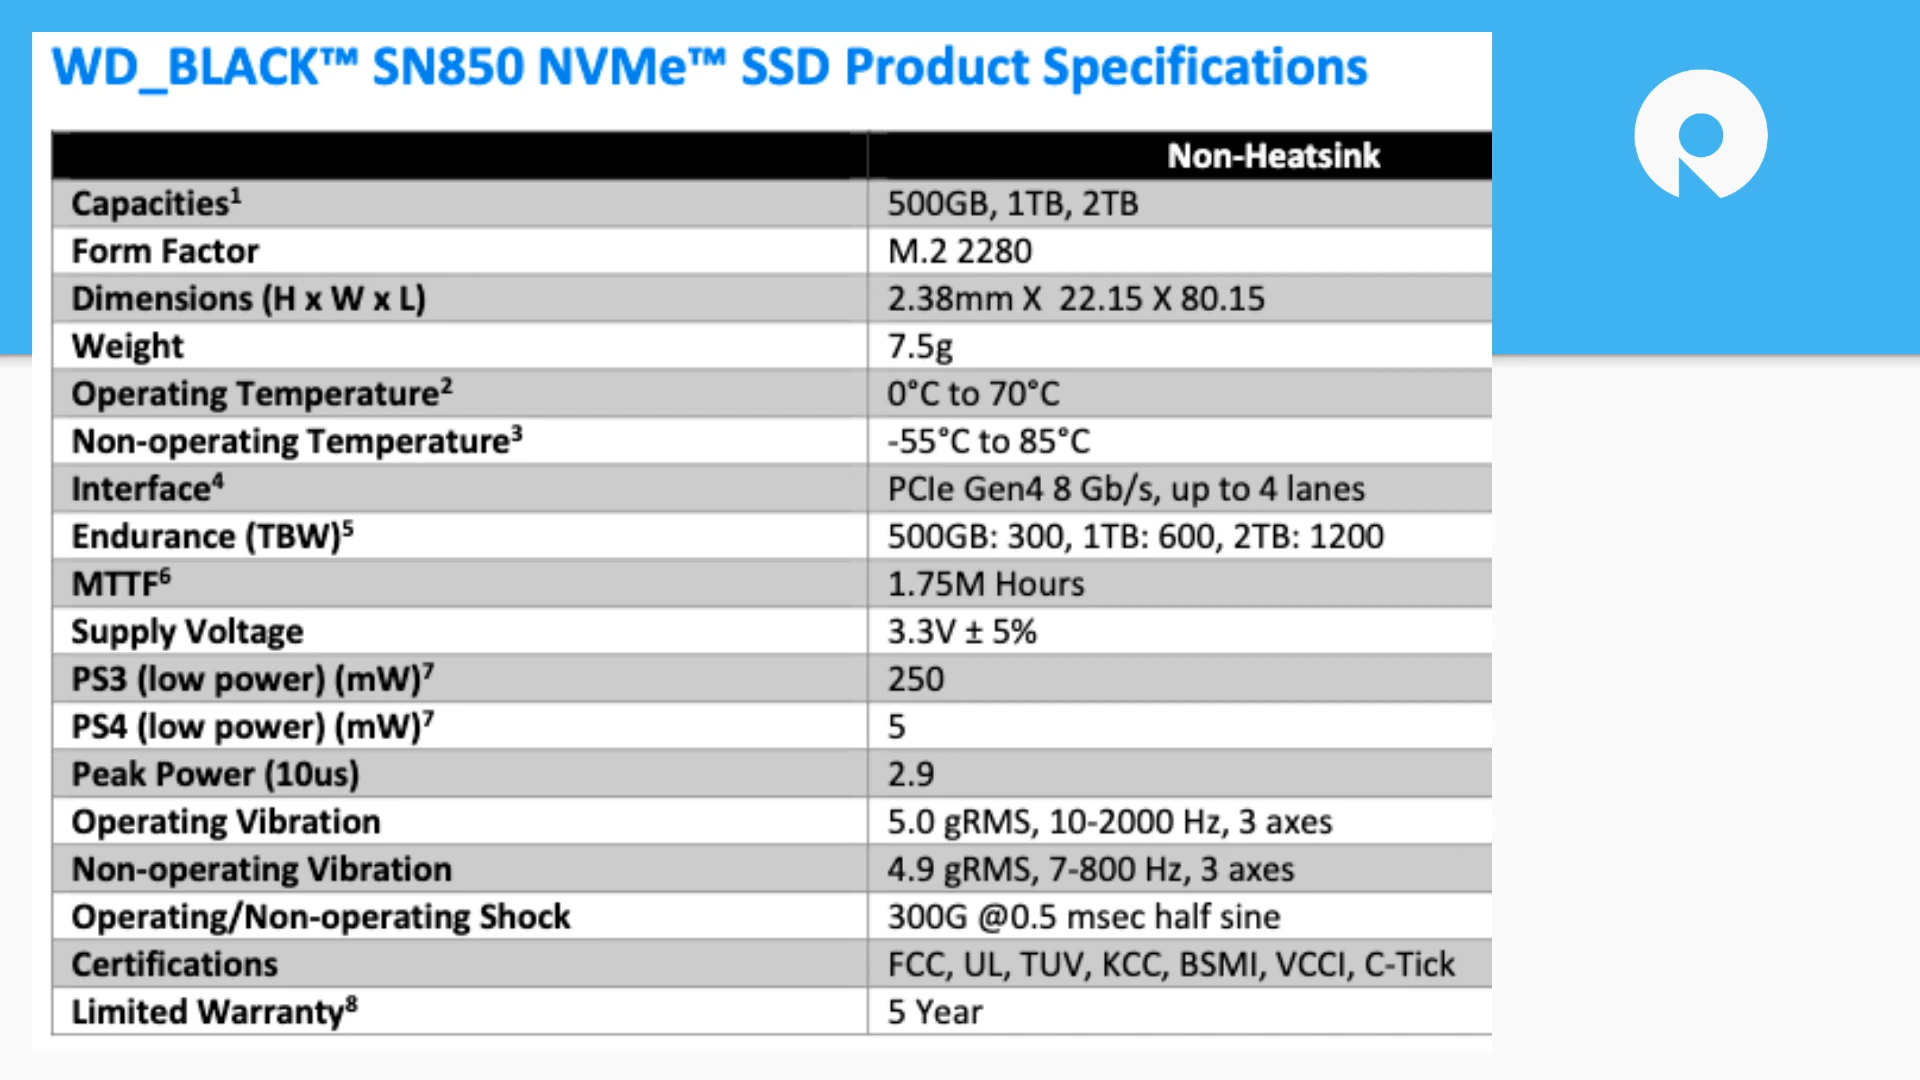 WD_BLACK™ SN850 NVMe™ SSD Product Specifications
Non-Heatsink
Capacities¹ 500GB, 1TB, 2TB
Form Factor M.2 2280
Dimensions (H x W x L) 2.38mm X 22.15 X 80.15
Weight 7.5g
Operating Temperature² 0°C to 70°C
Non-operating Temperature³ -55°C to 85°C
Interface⁴ PCIe Gen4 8 Gb/s, up to 4 lanes
Endurance (TBW)⁵ 500GB: 300, 1TB: 600, 2TB: 1200
MTTF⁶ 1.75M Hours
Supply Voltage 3.3V ± 5%
PS3 (low power) (mW)⁷ 250
PS4 (low power) (mW)⁷ 5
Peak Power (10us) 2.9
Operating Vibration 5.0 gRMS, 10-2000 Hz, 3 axes
Non-operating Vibration 4.9 gRMS, 7-800 Hz, 3 axes
Operating/Non-operating Shock 300G @0.5 msec half sine
Certifications FCC, UL, TUV, KCC, BSMI, VCCI, C-Tick
Limited Warranty⁸ 5 Year